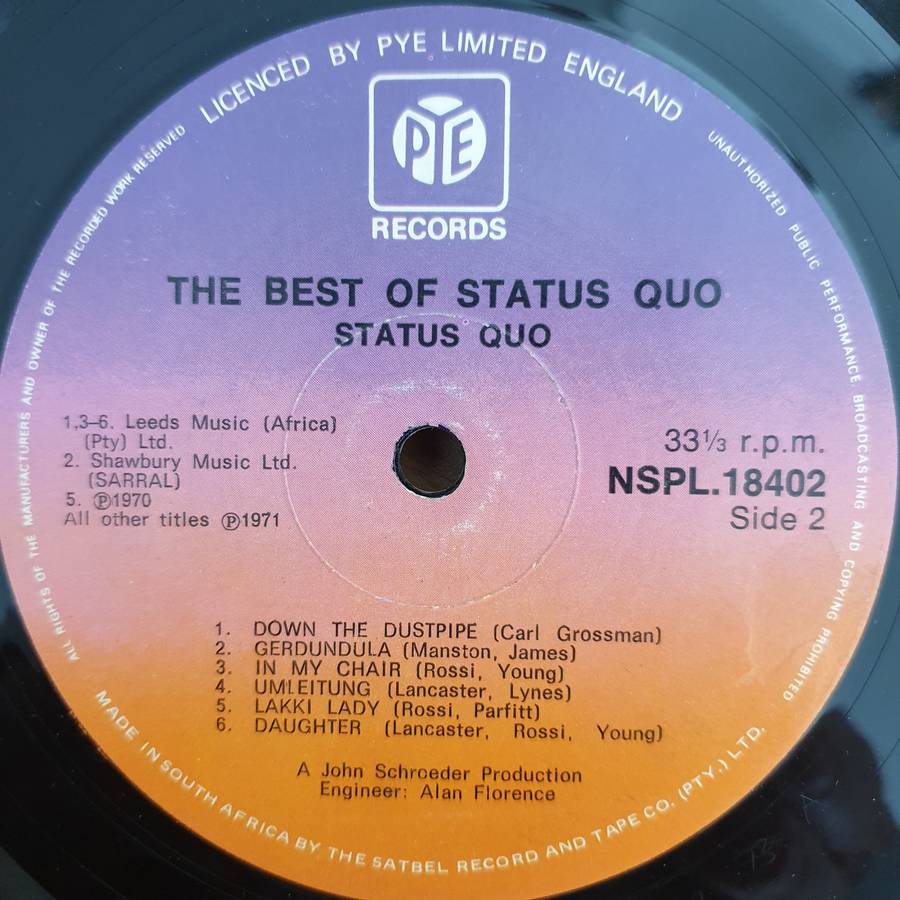 LICENCED BY PYE LIMITED ENGLAND
UNAUTHORIZED PUBLIC PERFORMANCE, BROADCASTING AND COPYING PROHIBITED
ALL RIGHTS OF THE MANUFACTURERS AND OWNER OF THE RECORDED WORK RESERVED
PYE
RECORDS
THE BEST OF STATUS QUO
STATUS QUO
1,3–6. Leeds Music (Africa)
(Pty) Ltd.
2. Shawbury Music Ltd.
(SARRAL)
5. ℗1970
All other titles ℗1971
33⅓ r.p.m.
NSPL.18402
Side 2
1. DOWN THE DUSTPIPE (Carl Grossman)
2. GERDUNDULA (Manston, James)
3. IN MY CHAIR (Rossi, Young)
4. UMLEITUNG (Lancaster, Lynes)
5. LAKKI LADY (Rossi, Parfitt)
6. DAUGHTER (Lancaster, Rossi, Young)
A John Schroeder Production
Engineer: Alan Florence
MADE IN SOUTH AFRICA BY THE SATBEL RECORD AND TAPE CO. (PTY.) LTD.